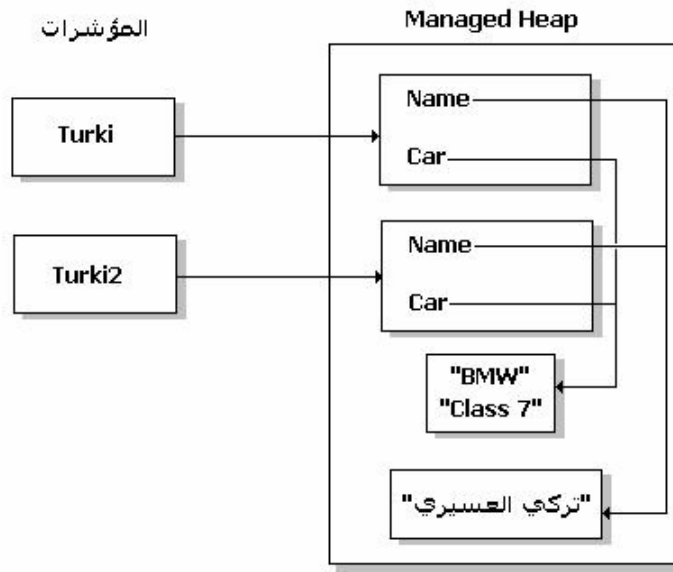 المؤشرات
Managed Heap
Turki
Name
Car
Turki2
Name
Car
"BMW"
"Class 7"
"تركي العسيري"